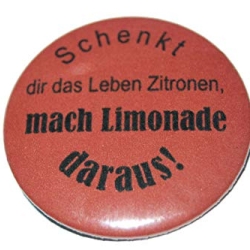 Schenkt
dir das Leben Zitronen,
mach Limonade
daraus!